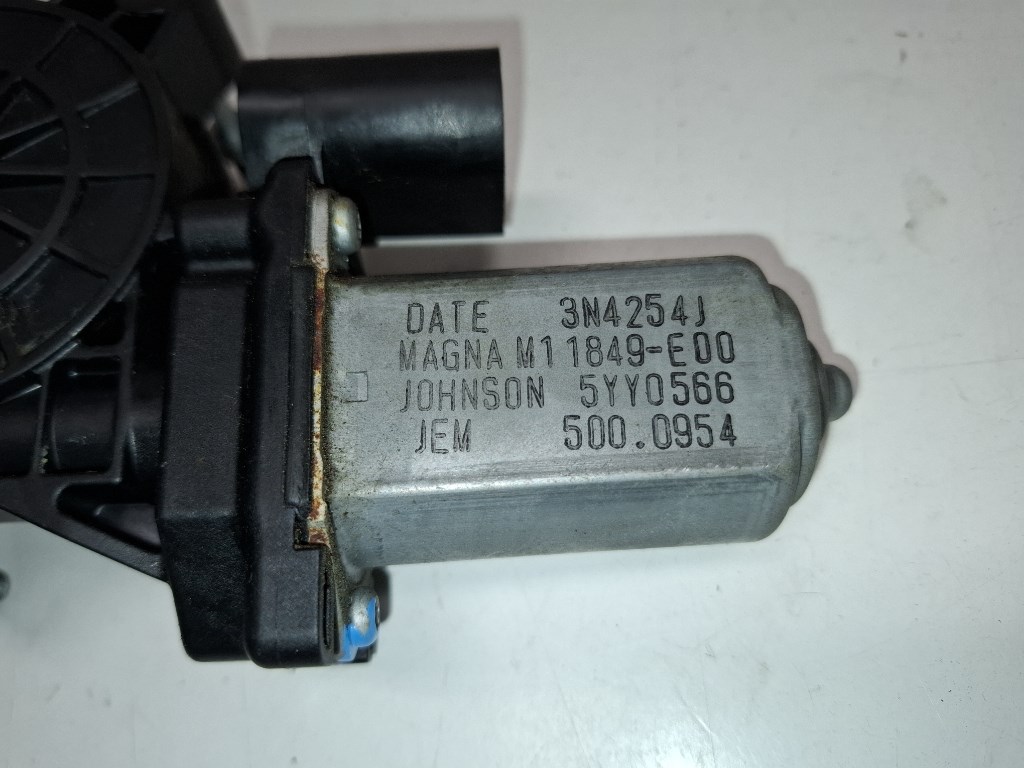 DATE 3N4254J
MAGNA M11849-E00
JOHNSON 5YY0566
JEM 500.0954